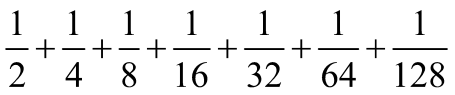 1/2 + 1/4 + 1/8 + 1/16 + 1/32 + 1/64 + 1/128